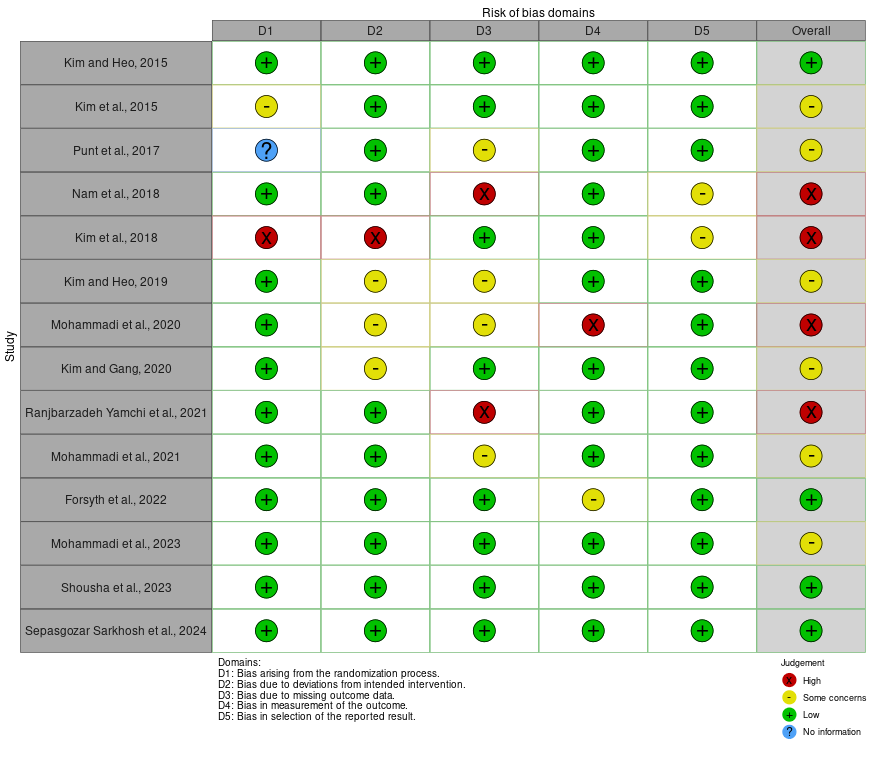 Risk of bias domains
D1 D2 D3 D4 D5 Overall
Study
Kim and Heo, 2015 + + + + + +
Kim et al., 2015 - + + + + -
Punt et al., 2017 ? + - + + -
Nam et al., 2018 + + X + - X
Kim et al., 2018 X X + + - X
Kim and Heo, 2019 + - - + + -
Mohammadi et al., 2020 + - - X + X
Kim and Gang, 2020 + - + + + -
Ranjbarzadeh Yamchi et al., 2021 + + X + + X
Mohammadi et al., 2021 + + - + + -
Forsyth et al., 2022 + + + - + +
Mohammadi et al., 2023 + + + + + -
Shousha et al., 2023 + + + + + +
Sepasgozar Sarkhosh et al., 2024 + + + + + +
Domains:
D1: Bias arising from the randomization process.
D2: Bias due to deviations from intended intervention.
D3: Bias due to missing outcome data.
D4: Bias in measurement of the outcome.
D5: Bias in selection of the reported result.
Judgement
X High
- Some concerns
+ Low
? No information